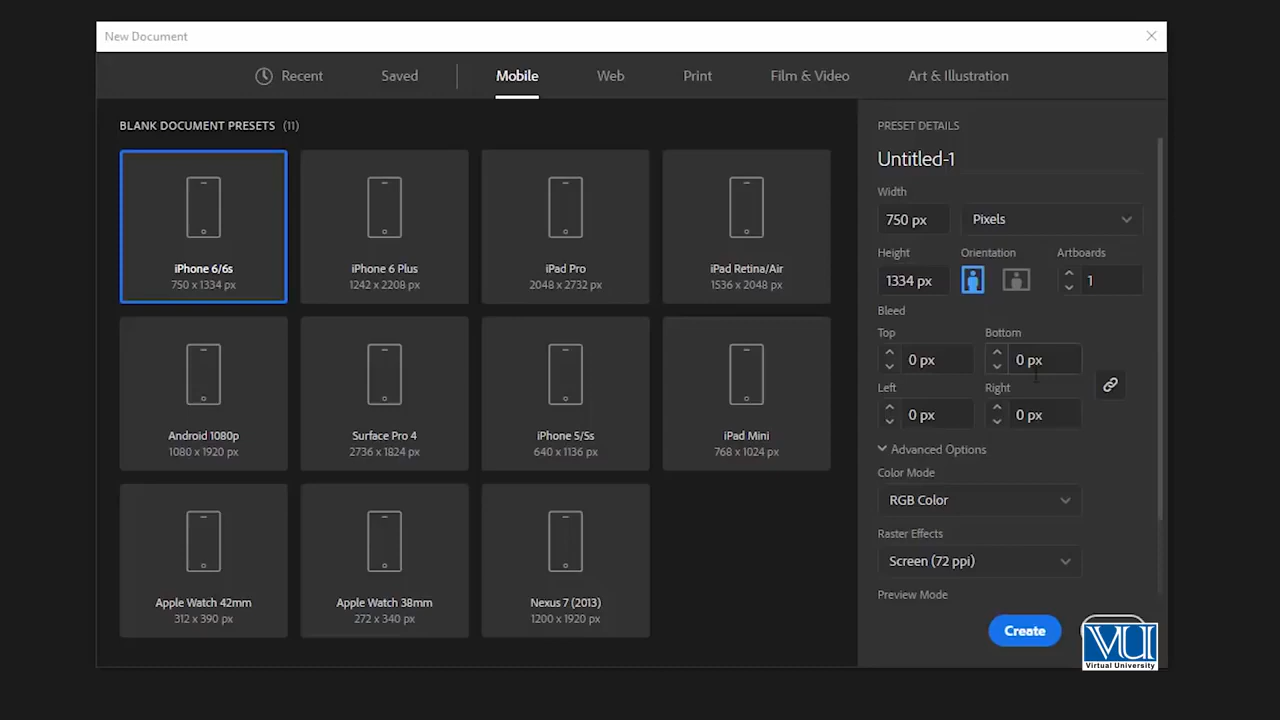 New Document
Recent Saved Mobile Web Print Film & Video Art & Illustration
BLANK DOCUMENT PRESETS (11)
iPhone 6/6s
750 x 1334 px
iPhone 6 Plus
1242 x 2208 px
iPad Pro
2048 x 2732 px
iPad Retina/Air
1536 x 2048 px
Android 1080p
1080 x 1920 px
Surface Pro 4
2736 x 1824 px
iPhone 5/5s
640 x 1136 px
iPad Mini
768 x 1024 px
Apple Watch 42mm
312 x 390 px
Apple Watch 38mm
272 x 340 px
Nexus 7 (2013)
1200 x 1920 px
PRESET DETAILS
Untitled-1
Width
750 px Pixels
Height Orientation Artboards
1334 px 1
Bleed
Top Bottom
0 px 0 px
Left Right
0 px 0 px
Advanced Options
Color Mode
RGB Color
Raster Effects
Screen (72 ppi)
Preview Mode
Create
VU
Virtual University